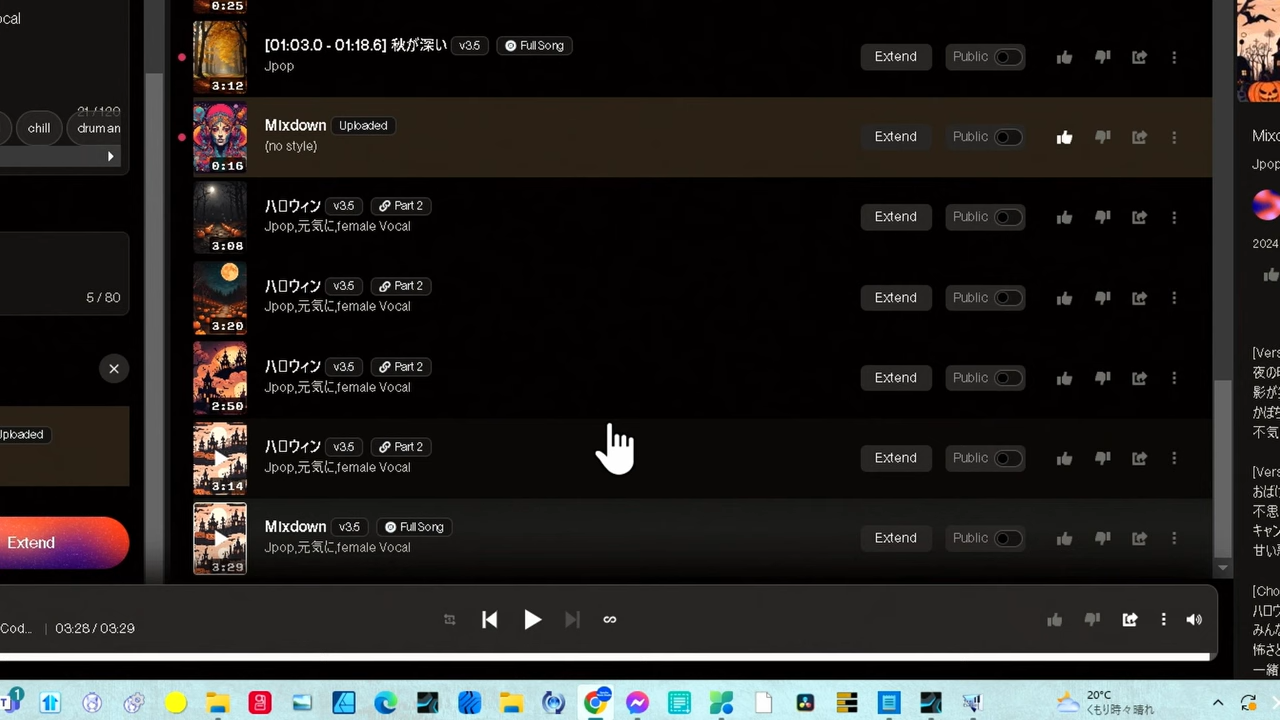 ocal
0:25
[01:03.0 - 01:18.6] 秋が深い v3.5 Full Song
Jpop
3:12
Extend
Public
21 / 120
chill
drum an
Mixdown Uploaded
(no style)
0:16
Extend
Public
ハロウィン v3.5 Part 2
Jpop,元気に,female Vocal
3:08
Extend
Public
5 / 80
ハロウィン v3.5 Part 2
Jpop,元気に,female Vocal
3:20
Extend
Public
ハロウィン v3.5 Part 2
Jpop,元気に,female Vocal
2:50
Extend
Public
Uploaded
ハロウィン v3.5 Part 2
Jpop,元気に,female Vocal
3:14
Extend
Public
Extend
Mixdown v3.5 Full Song
Jpop,元気に,female Vocal
3:29
Extend
Public
Mixd
Jpop
2024
[Vers
夜の
影が
かぼ
不気
[Vers
おば
不思
キャン
甘い
[Cho
ハロウ
みん
怖さ
一緒
Cod... | 03:28 / 03:29
1
20°C
くもり時々晴れ